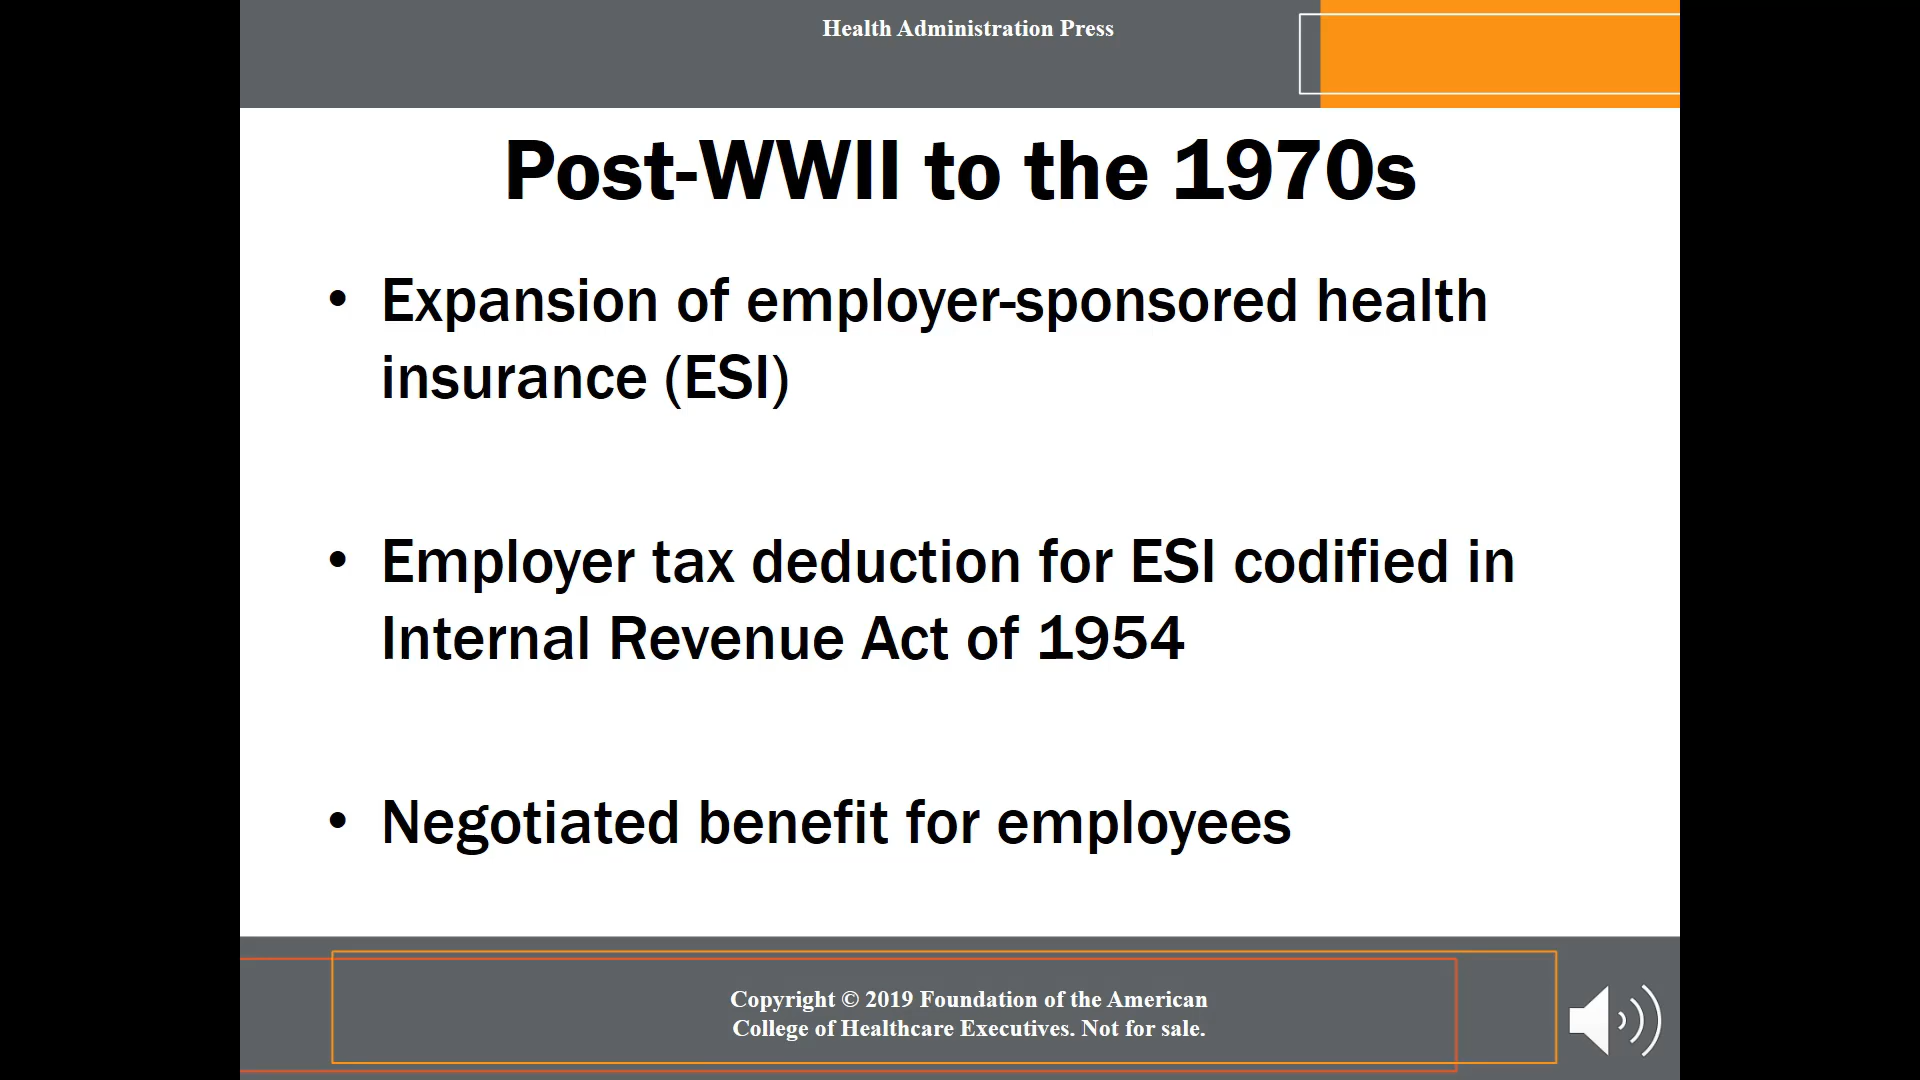 Health Administration Press
Post-WWII to the 1970s
• Expansion of employer-sponsored health
insurance (ESI)
• Employer tax deduction for ESI codified in
Internal Revenue Act of 1954
• Negotiated benefit for employees
Copyright © 2019 Foundation of the American
College of Healthcare Executives. Not for sale.